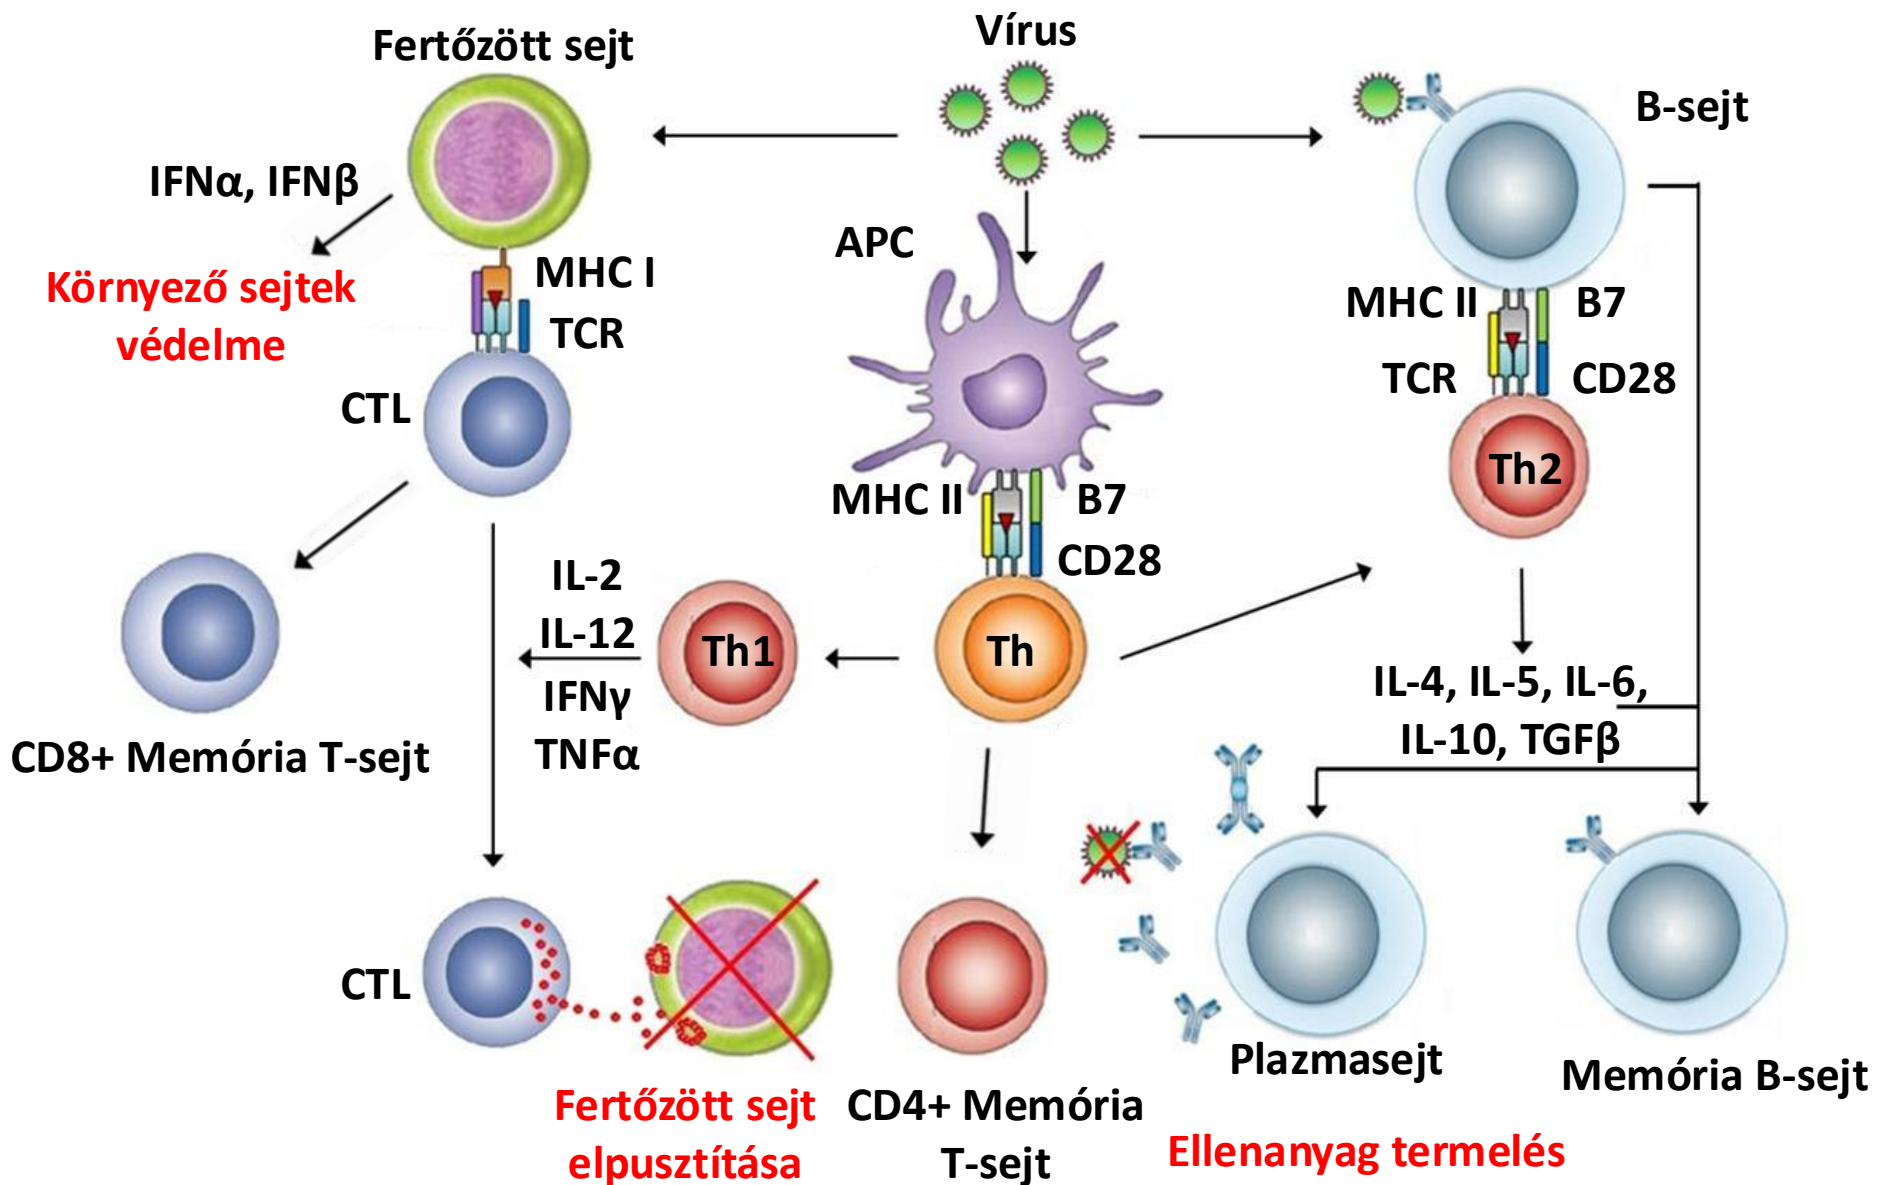 Vírus
Fertőzött sejt
B-sejt
IFNα, IFNβ
APC
Környező sejtek
védelme
MHC I
TCR
MHC II
B7
TCR
CD28
CTL
Th2
MHC II
B7
CD28
IL-2
IL-12
IFNγ
TNFα
Th1
Th
IL-4, IL-5, IL-6,
IL-10, TGFβ
CD8+ Memória T-sejt
CTL
Plazmasejt
Memória B-sejt
Fertőzött sejt
elpusztítása
CD4+ Memória
T-sejt
Ellenanyag termelés